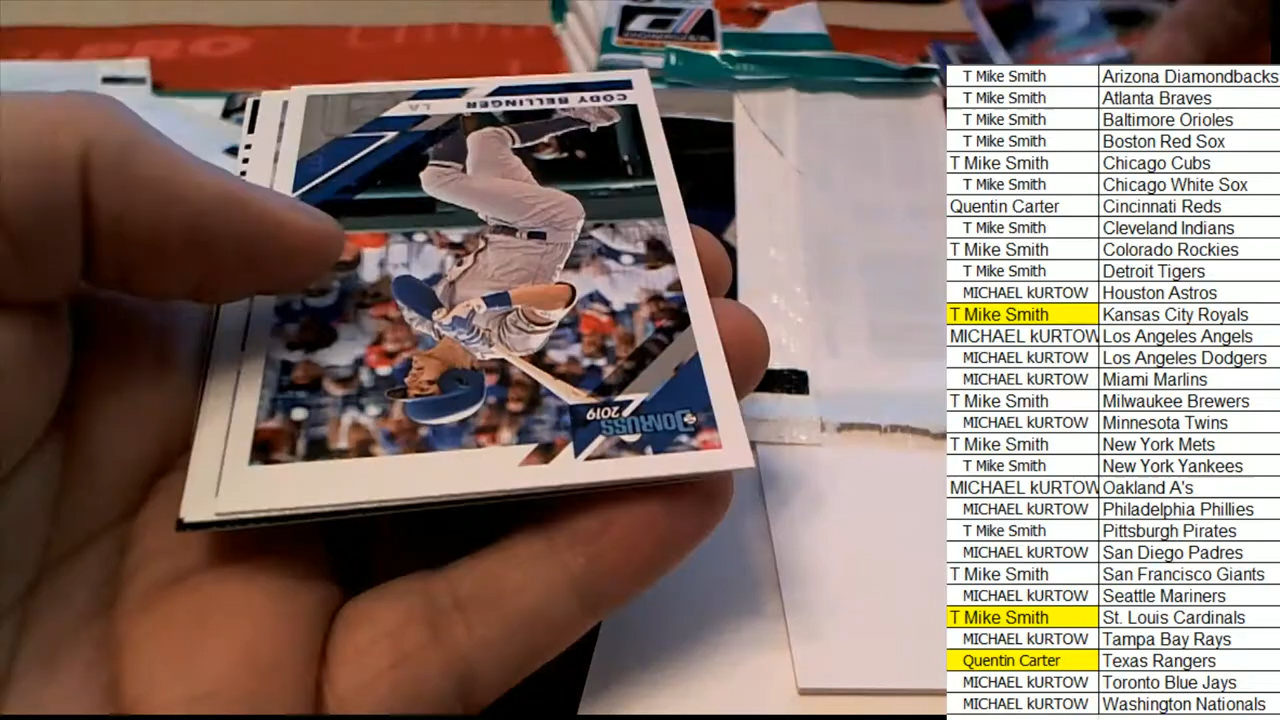 CODY BELLINGER
LA
DONRUSS
2019
T Mike Smith Arizona Diamondbacks
T Mike Smith Atlanta Braves
T Mike Smith Baltimore Orioles
T Mike Smith Boston Red Sox
T Mike Smith Chicago Cubs
T Mike Smith Chicago White Sox
Quentin Carter Cincinnati Reds
T Mike Smith Cleveland Indians
T Mike Smith Colorado Rockies
T Mike Smith Detroit Tigers
MICHAEL kURTOW Houston Astros
T Mike Smith Kansas City Royals
MICHAEL kURTOW Los Angeles Angels
MICHAEL kURTOW Los Angeles Dodgers
MICHAEL kURTOW Miami Marlins
T Mike Smith Milwaukee Brewers
MICHAEL kURTOW Minnesota Twins
T Mike Smith New York Mets
T Mike Smith New York Yankees
MICHAEL kURTOW Oakland A's
MICHAEL kURTOW Philadelphia Phillies
T Mike Smith Pittsburgh Pirates
MICHAEL kURTOW San Diego Padres
T Mike Smith San Francisco Giants
MICHAEL kURTOW Seattle Mariners
T Mike Smith St. Louis Cardinals
MICHAEL kURTOW Tampa Bay Rays
Quentin Carter Texas Rangers
MICHAEL kURTOW Toronto Blue Jays
MICHAEL kURTOW Washington Nationals